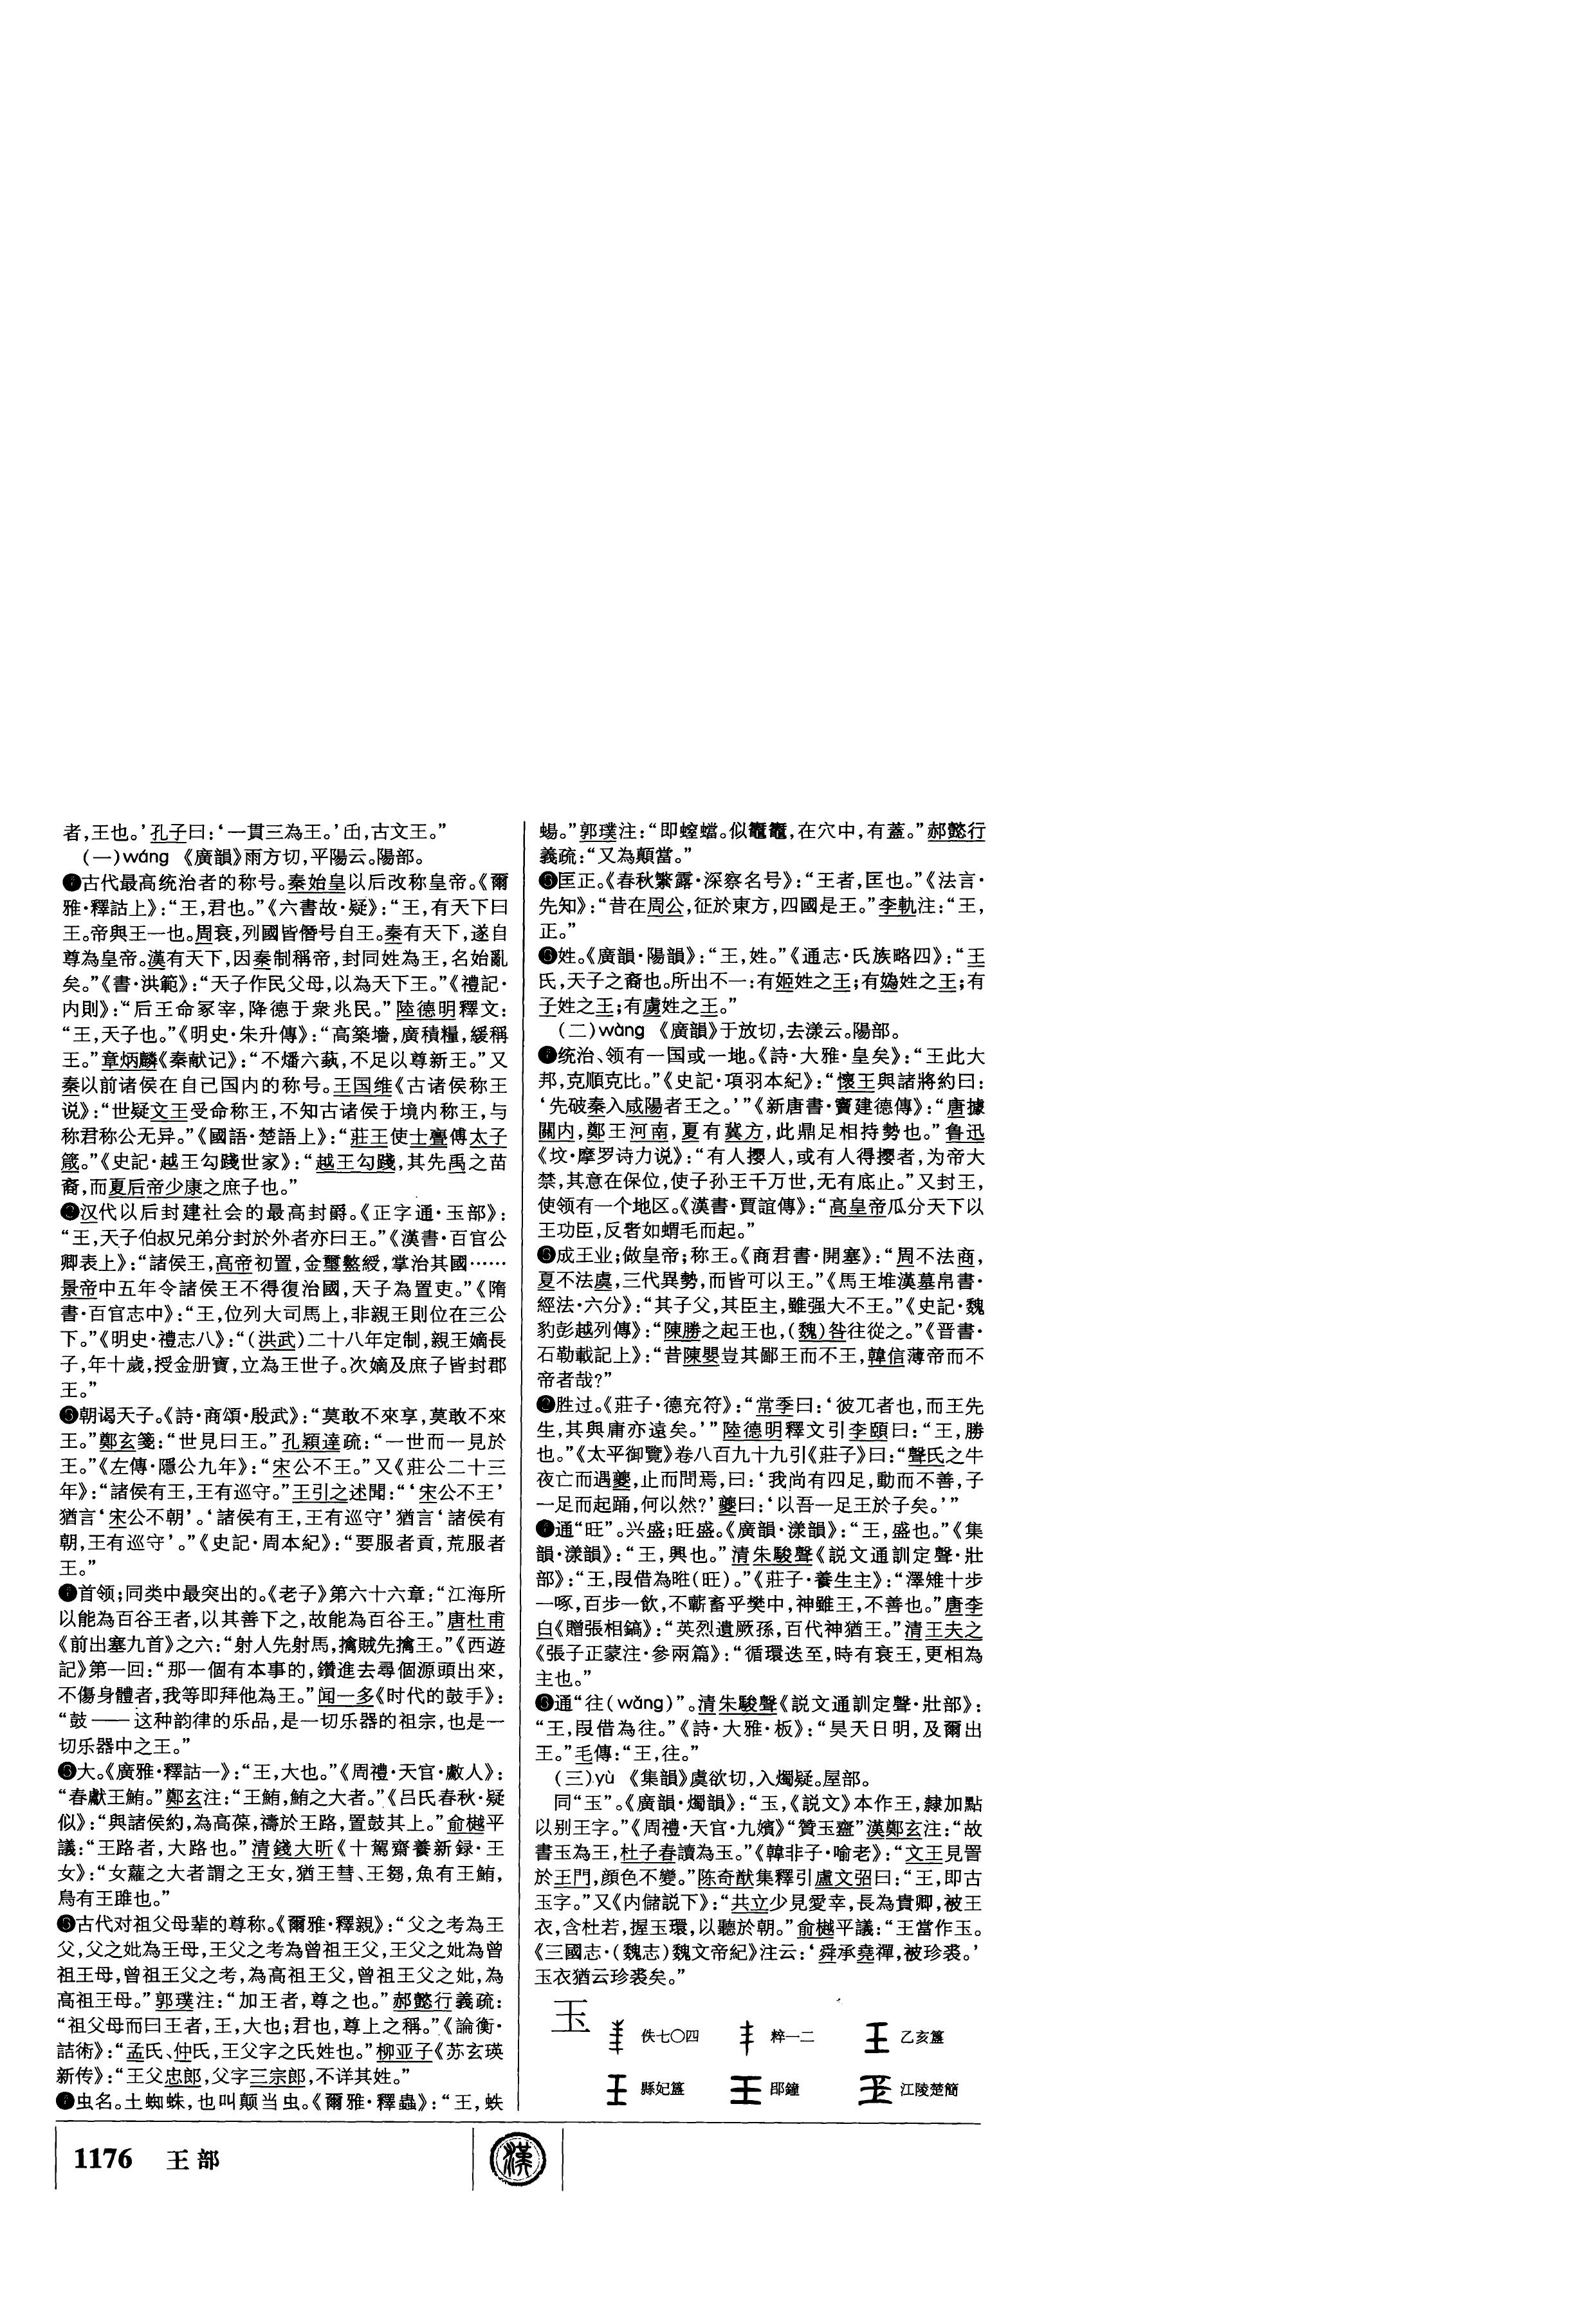 者,王也。’孔子曰:‘一貫三為王。’𠙻,古文王。”
(一)wáng 《廣韻》雨方切,平陽云。陽部。
❶古代最高统治者的称号。秦始皇以后改称皇帝。《爾
雅·釋詁上》:“王,君也。”《六書故·疑》:“王,有天下曰
王。帝與王一也。周衰,列國皆僭号自王。秦有天下,遂自
尊為皇帝。漢有天下,因秦制稱帝,封同姓為王,名始亂
矣。”《書·洪範》:“天子作民父母,以為天下王。”《禮記·
内則》:“后王命冢宰,降德于衆兆民。”陸德明釋文:
“王,天子也。”《明史·朱升傳》:“高築墻,廣積糧,緩稱
王。”章炳麟《秦献记》:“不燔六蓺,不足以尊新王。”又
秦以前诸侯在自己国内的称号。王国维《古诸侯称王
说》:“世疑文王受命称王,不知古诸侯于境内称王,与
称君称公无异。”《國語·楚語上》:“莊王使士亹傅太子
箴。”《史記·越王勾踐世家》:“越王勾踐,其先禹之苗
裔,而夏后帝少康之庶子也。”
❷汉代以后封建社会的最高封爵。《正字通·玉部》:
“王,天子伯叔兄弟分封於外者亦曰王。”《漢書·百官公
卿表上》:“諸侯王,高帝初置,金璽盭綬,掌治其國……
景帝中五年令諸侯王不得復治國,天子為置吏。”《隋
書·百官志中》:“王,位列大司馬上,非親王則位在三公
下。”《明史·禮志八》:“(洪武)二十八年定制,親王嫡長
子,年十歲,授金册寶,立為王世子。次嫡及庶子皆封郡
王。”
❸朝谒天子。《詩·商頌·殷武》:“莫敢不來享,莫敢不來
王。”鄭玄箋:“世見曰王。”孔穎達疏:“一世而一見於
王。”《左傳·隱公九年》:“宋公不王。”又《莊公二十三
年》:“諸侯有王,王有巡守。”王引之述聞:“‘宋公不王’
猶言‘宋公不朝’。‘諸侯有王,王有巡守’猶言‘諸侯有
朝,王有巡守’。”《史記·周本紀》:“要服者貢,荒服者
王。”
❹首领;同类中最突出的。《老子》第六十六章:“江海所
以能為百谷王者,以其善下之,故能為百谷王。”唐杜甫
《前出塞九首》之六:“射人先射馬,擒賊先擒王。”《西遊
記》第一回:“那一個有本事的,鑽進去尋個源頭出來,
不傷身體者,我等即拜他為王。”闻一多《时代的鼓手》:
“鼓——这种韵律的乐品,是一切乐器的祖宗,也是一
切乐器中之王。”
❺大。《廣雅·釋詁一》:“王,大也。”《周禮·天官·䱷人》:
“春獻王鮪。”鄭玄注:“王鮪,鮪之大者。”《吕氏春秋·疑
似》:“與諸侯約,為高葆,禱於王路,置鼓其上。”俞樾平
議:“王路者,大路也。”清錢大昕《十駕齋養新録·王
女》:“女蘿之大者謂之王女,猶王彗、王芻,魚有王鮪,
鳥有王雎也。”
❻古代对祖父母辈的尊称。《爾雅·釋親》:“父之考為王
父,父之妣為王母,王父之考為曾祖王父,王父之妣為曾
祖王母,曾祖王父之考,為高祖王父,曾祖王父之妣,為
高祖王母。”郭璞注:“加王者,尊之也。”郝懿行義疏:
“祖父母而曰王者,王,大也;君也,尊上之稱。”《論衡·
詰術》:“孟氏、仲氏,王父字之氏姓也。”柳亚子《苏玄瑛
新传》:“王父忠郎,父字三宗郎,不详其姓。”
❼虫名。土蜘蛛,也叫颠当虫。《爾雅·釋蟲》:“王,蛈
蝪。”郭璞注:“即螲蟷。似鼅鼄,在穴中,有蓋。”郝懿行
義疏:“又為顛當。”
❽匡正。《春秋繁露·深察名号》:“王者,匡也。”《法言·
先知》:“昔在周公,征於東方,四國是王。”李軌注:“王,
正。”
❾姓。《廣韻·陽韻》:“王,姓。”《通志·氏族略四》:“王
氏,天子之裔也。所出不一:有姬姓之王;有媯姓之王;有
子姓之王;有虜姓之王。”
(二)wàng 《廣韻》于放切,去漾云。陽部。
❶统治、领有一国或一地。《詩·大雅·皇矣》:“王此大
邦,克順克比。”《史記·項羽本紀》:“懷王與諸將約曰:
‘先破秦入咸陽者王之。’”《新唐書·竇建德傳》:“唐據
關内,鄭王河南,夏有冀方,此鼎足相持勢也。”鲁迅
《坟·摩罗诗力说》:“有人撄人,或有人得撄者,为帝大
禁,其意在保位,使子孙王千万世,无有底止。”又封王,
使领有一个地区。《漢書·賈誼傳》:“高皇帝瓜分天下以
王功臣,反者如蝟毛而起。”
❷成王业;做皇帝;称王。《商君書·開塞》:“周不法商,
夏不法虞,三代異勢,而皆可以王。”《馬王堆漢墓帛書·
經法·六分》:“其子父,其臣主,雖强大不王。”《史記·魏
豹彭越列傳》:“陳勝之起王也,(魏)咎往從之。”《晋書·
石勒載記上》:“昔陳嬰豈其鄙王而不王,韓信薄帝而不
帝者哉?”
❸胜过。《莊子·德充符》:“常季曰:‘彼兀者也,而王先
生,其與庸亦遠矣。’”陸德明釋文引李頤曰:“王,勝
也。”《太平御覽》卷八百九十九引《莊子》曰:“聲氏之牛
夜亡而遇夔,止而問焉,曰:‘我尚有四足,動而不善,子
一足而起踊,何以然?’夔曰:‘以吾一足王於子矣。’”
❹通“旺”。兴盛;旺盛。《廣韻·漾韻》:“王,盛也。”《集
韻·漾韻》:“王,興也。”清朱駿聲《説文通訓定聲·壯
部》:“王,叚借為暀(旺)。”《莊子·養生主》:“澤雉十步
一啄,百步一飲,不蘄畜乎樊中,神雖王,不善也。”唐李
白《贈張相鎬》:“英烈遺厥孫,百代神猶王。”清王夫之
《張子正蒙注·參兩篇》:“循環迭至,時有衰王,更相為
主也。”
❺通“往(wǎng)”。清朱駿聲《説文通訓定聲·壯部》:
“王,叚借為往。”《詩·大雅·板》:“昊天日明,及爾出
王。”毛傳:“王,往。”
(三)yù 《集韻》虞欲切,入燭疑。屋部。
同“玉”。《廣韻·燭韻》:“玉,《説文》本作王,隸加點
以别王字。”《周禮·天官·九嬪》“贊玉齍”漢鄭玄注:“故
書玉為王,杜子春讀為玉。”《韓非子·喻老》:“文王見詈
於王門,顔色不變。”陈奇猷集釋引盧文弨曰:“王,即古
玉字。”又《内儲説下》:“共立少見愛幸,長為貴卿,被王
衣,含杜若,握玉環,以聽於朝。”俞樾平議:“王當作玉。
《三國志·(魏志)魏文帝紀》注云:‘舜承堯禪,被珍裘。’
玉衣猶云珍裘矣。”
玉 佚七〇四 粹一二 乙亥簋
縣妃簋 郘鐘 江陵楚簡
1176 王部 漢